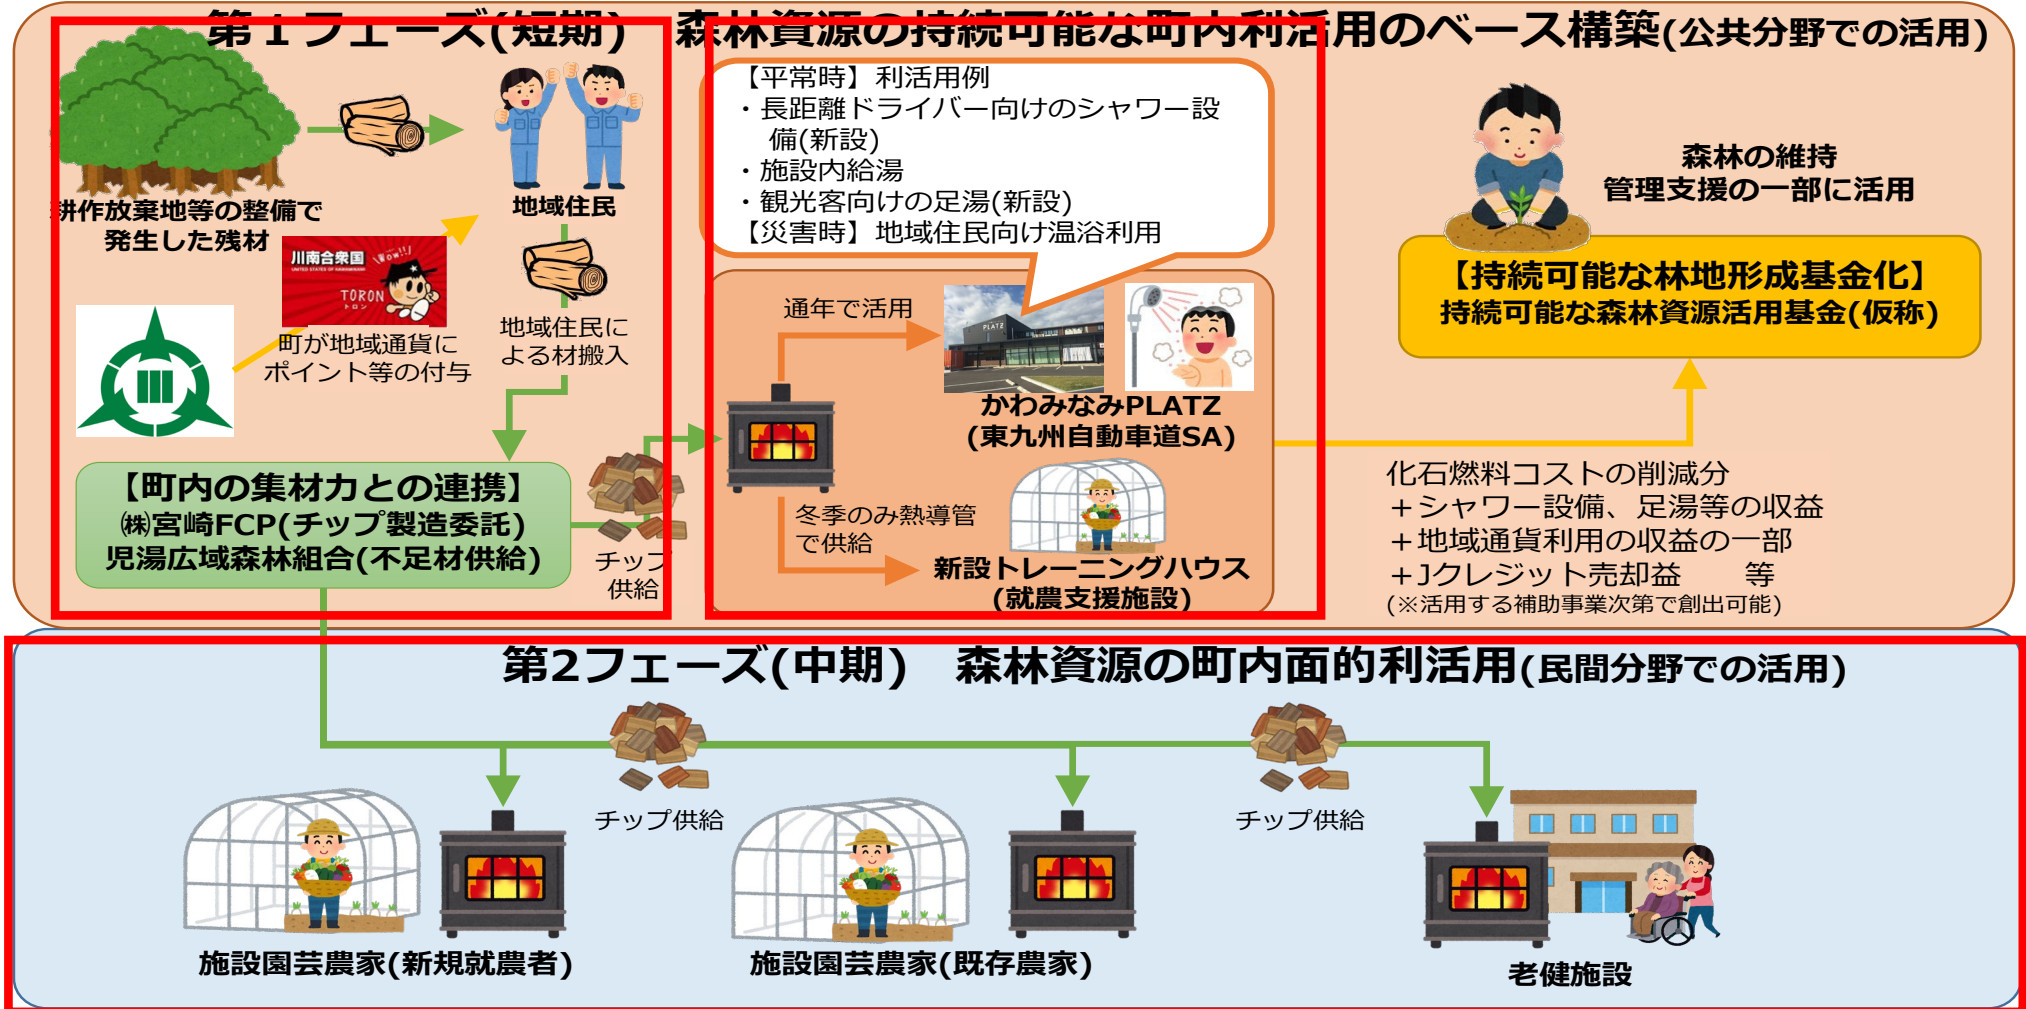 第１フェーズ(短期)　森林資源の持続可能な町内利活用のベース構築(公共分野での活用)
耕作放棄地等の整備で
発生した残材
地域住民
川南合衆国
UNITED STATES OF KAWAMINAMI
Wow!!!
TORON
トロン
町が地域通貨に
ポイント等の付与
地域住民に
よる材搬入
【町内の集材力との連携】
㈱宮崎FCP(チップ製造委託)
児湯広域森林組合(不足材供給)
チップ
供給
【平常時】利活用例
・長距離ドライバー向けのシャワー設
備(新設)
・施設内給湯
・観光客向けの足湯(新設)
【災害時】地域住民向け温浴利用
通年で活用
PLATZ
かわみなみPLATZ
(東九州自動車道SA)
冬季のみ熱導管
で供給
新設トレーニングハウス
(就農支援施設)
森林の維持
管理支援の一部に活用
【持続可能な林地形成基金化】
持続可能な森林資源活用基金(仮称)
化石燃料コストの削減分
＋シャワー設備、足湯等の収益
＋地域通貨利用の収益の一部
＋Jクレジット売却益　　等
(※活用する補助事業次第で創出可能)
第2フェーズ(中期)　森林資源の町内面的利活用(民間分野での活用)
チップ供給
チップ供給
施設園芸農家(新規就農者)
施設園芸農家(既存農家)
老健施設